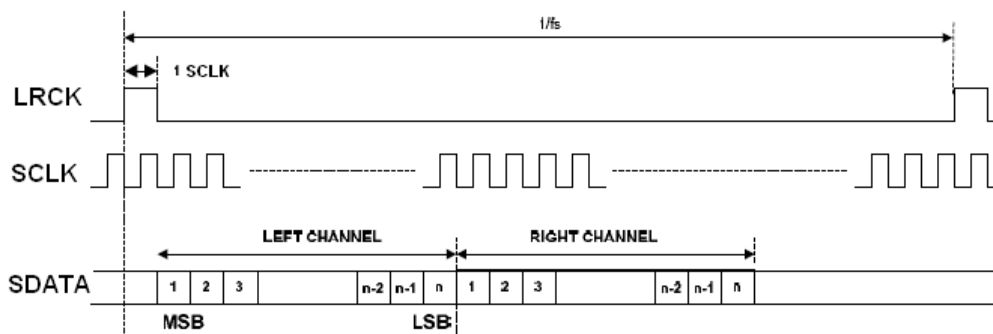 1/fs
1 SCLK
LRCK
SCLK
LEFT CHANNEL RIGHT CHANNEL
SDATA 1 2 3 n-2 n-1 n 1 2 3 n-2 n-1 n
MSB LSB